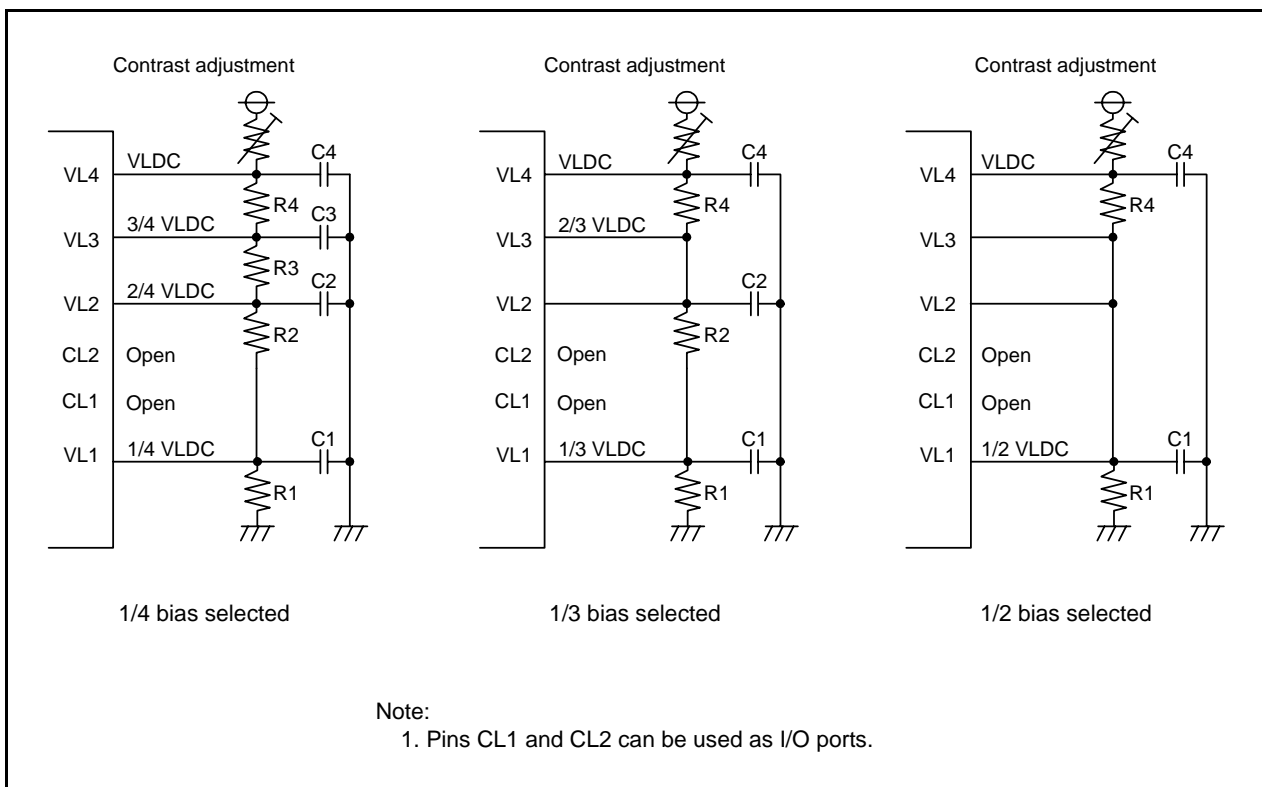 Contrast adjustment
VL4
VLDC
C4
R4
VL3
3/4 VLDC
C3
R3
VL2
2/4 VLDC
C2
R2
CL2
Open
CL1
Open
VL1
1/4 VLDC
C1
R1
1/4 bias selected
Contrast adjustment
VL4
VLDC
C4
R4
VL3
2/3 VLDC
VL2
C2
R2
CL2
Open
CL1
Open
VL1
1/3 VLDC
C1
R1
1/3 bias selected
Contrast adjustment
VL4
VLDC
C4
R4
VL3
VL2
CL2
Open
CL1
Open
VL1
1/2 VLDC
C1
R1
1/2 bias selected
Note:
1. Pins CL1 and CL2 can be used as I/O ports.